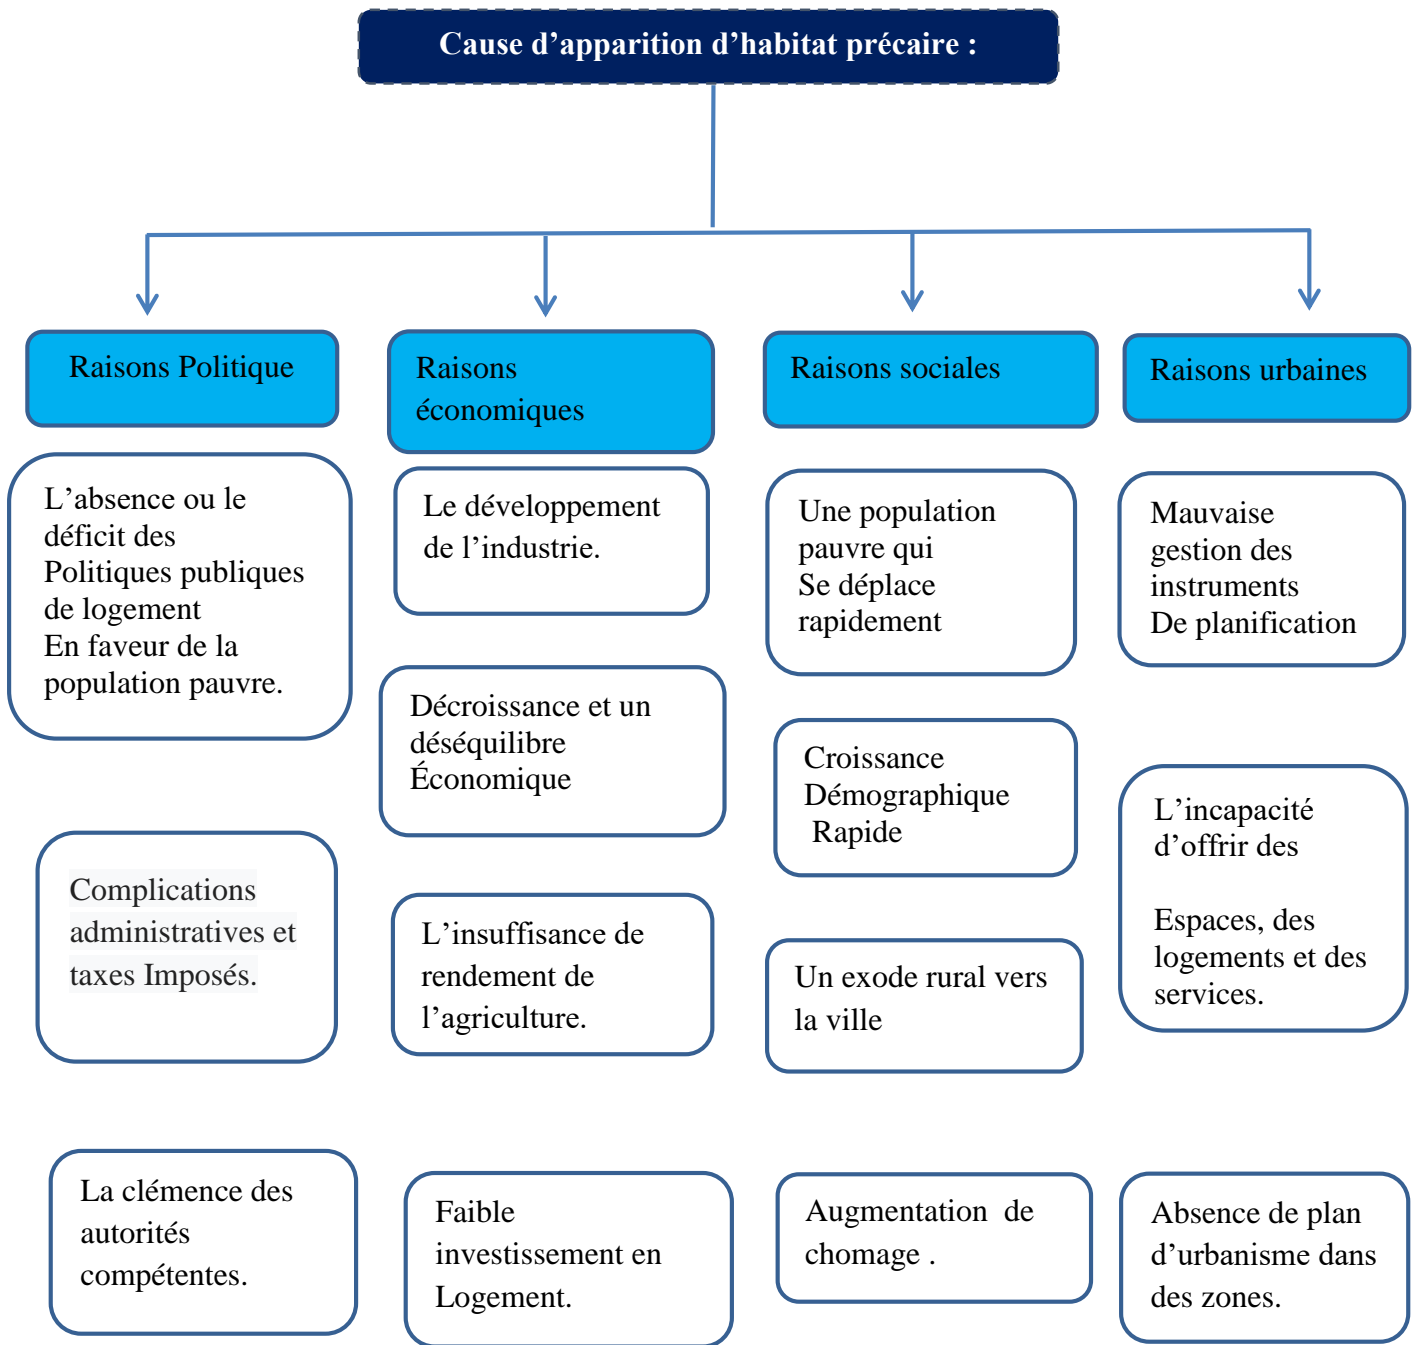 Cause d’apparition d’habitat précaire :
Raisons Politique
L’absence ou le
déficit des
Politiques publiques
de logement
En faveur de la
population pauvre.
Complications
administratives et
taxes Imposés.
La clémence des
autorités
compétentes.
Raisons
économiques
Le développement
de l’industrie.
Décroissance et un
déséquilibre
Économique
L’insuffisance de
rendement de
l’agriculture.
Faible
investissement en
Logement.
Raisons sociales
Une population
pauvre qui
Se déplace
rapidement
Croissance
Démographique
Rapide
Un exode rural vers
la ville
Augmentation de
chomage .
Raisons urbaines
Mauvaise
gestion des
instruments
De planification
L’incapacité
d’offrir des
Espaces, des
logements et des
services.
Absence de plan
d’urbanisme dans
des zones.